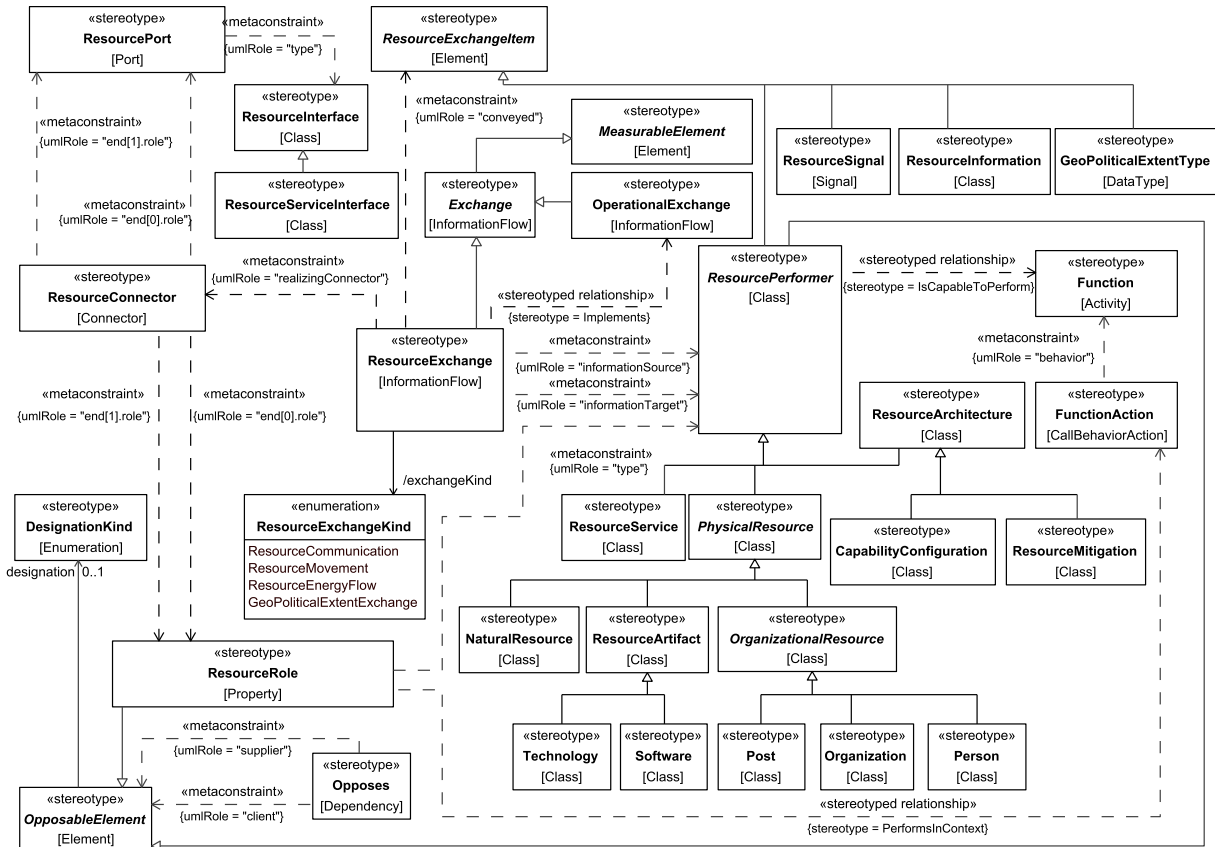 «stereotype»
ResourcePort
[Port]
«metaconstraint»
{umlRole = "type"}
«stereotype»
ResourceExchangeItem
[Element]
«stereotype»
ResourceInterface
[Class]
«metaconstraint»
{umlRole = "conveyed"}
«stereotype»
MeasurableElement
[Element]
«metaconstraint»
{umlRole = "end[1].role"}
«stereotype»
ResourceSignal
[Signal]
«stereotype»
ResourceInformation
[Class]
«stereotype»
GeoPoliticalExtentType
[DataType]
«stereotype»
ResourceServiceInterface
[Class]
«stereotype»
Exchange
[InformationFlow]
«stereotype»
OperationalExchange
[InformationFlow]
«metaconstraint»
{umlRole = "end[0].role"}
«stereotype»
ResourceConnector
[Connector]
«metaconstraint»
{umlRole = "realizingConnector"}
«stereotype»
ResourcePerformer
[Class]
«stereotyped relationship»
{stereotype = IsCapableToPerform}
«stereotype»
Function
[Activity]
«stereotyped relationship»
{stereotype = Implements}
«stereotype»
ResourceExchange
[InformationFlow]
«metaconstraint»
{umlRole = "informationSource"}
«metaconstraint»
{umlRole = "informationTarget"}
«metaconstraint»
{umlRole = "behavior"}
«metaconstraint»
{umlRole = "end[1].role"}
«metaconstraint»
{umlRole = "end[0].role"}
«stereotype»
ResourceArchitecture
[Class]
«stereotype»
FunctionAction
[CallBehaviorAction]
«metaconstraint»
{umlRole = "type"}
/exchangeKind
«stereotype»
DesignationKind
[Enumeration]
designation 0..1
«enumeration»
ResourceExchangeKind
ResourceCommunication
ResourceMovement
ResourceEnergyFlow
GeoPoliticalExtentExchange
«stereotype»
ResourceService
[Class]
«stereotype»
PhysicalResource
[Class]
«stereotype»
CapabilityConfiguration
[Class]
«stereotype»
ResourceMitigation
[Class]
«stereotype»
NaturalResource
[Class]
«stereotype»
ResourceArtifact
[Class]
«stereotype»
OrganizationalResource
[Class]
«stereotype»
ResourceRole
[Property]
«stereotype»
Technology
[Class]
«stereotype»
Software
[Class]
«stereotype»
Post
[Class]
«stereotype»
Organization
[Class]
«stereotype»
Person
[Class]
«metaconstraint»
{umlRole = "supplier"}
«stereotype»
Opposes
[Dependency]
«metaconstraint»
{umlRole = "client"}
«stereotype»
OpposableElement
[Element]
«stereotyped relationship»
{stereotype = PerformsInContext}